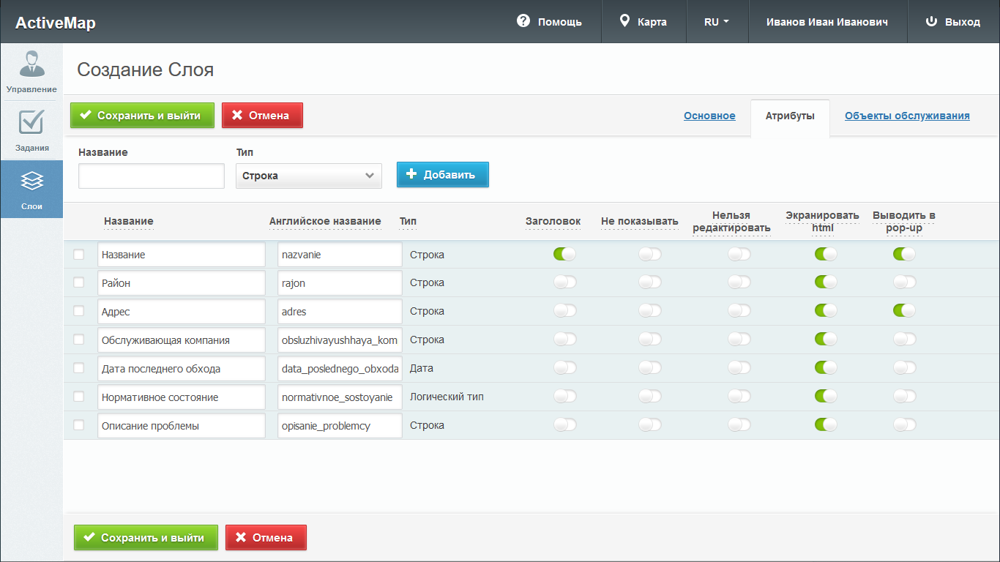 ActiveMap
Помощь
Карта
RU
Иванов Иван Иванович
Выход
Управление
Задания
Слои
Создание Слоя
Сохранить и выйти
Отмена
Основное
Атрибуты
Объекты обслуживания
Название
Тип
Строка
Добавить
Название
Английское название
Тип
Заголовок
Не показывать
Нельзя
редактировать
Экранировать
html
Выводить в
pop-up
Название nazvanie Строка
Район rajon Строка
Адрес adres Строка
Обслуживающая компания obsluzhivayushhaya_kom Строка
Дата последнего обхода data_poslednego_obxoda Дата
Нормативное состояние normativnoe_sostoyanie Логический тип
Описание проблемы opisanie_problemcy Строка
Сохранить и выйти
Отмена